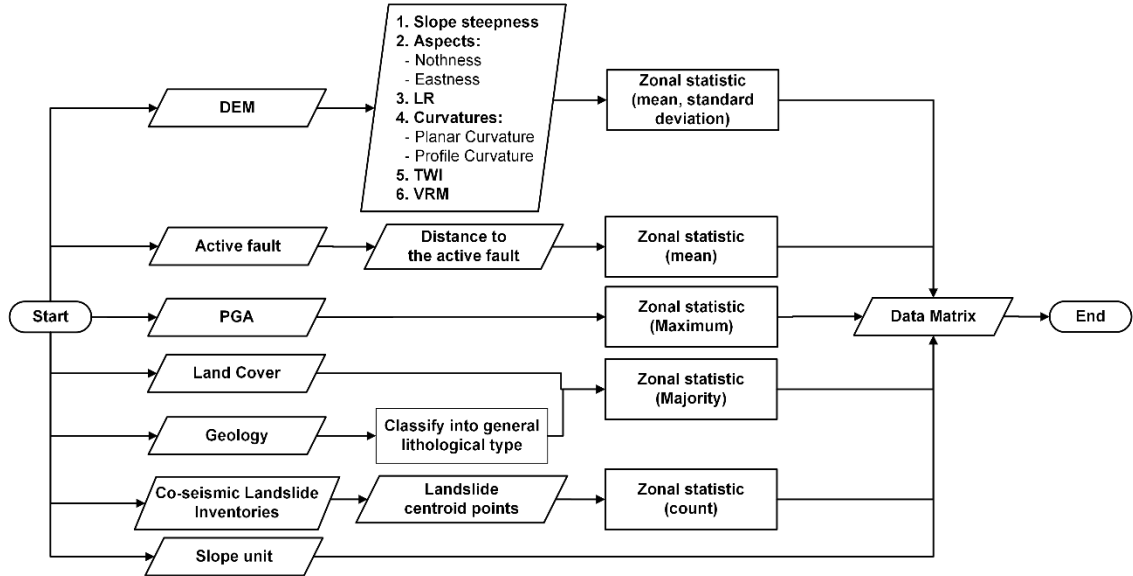 1. Slope steepness
2. Aspects:
- Nothness
- Eastness
3. LR
4. Curvatures:
- Planar Curvature
- Profile Curvature
5. TWI
6. VRM
DEM
Zonal statistic
(mean, standard
deviation)
Active fault
Distance to
the active fault
Zonal statistic
(mean)
Start
PGA
Zonal statistic
(Maximum)
Data Matrix
End
Land Cover
Zonal statistic
(Majority)
Geology
Classify into general
lithological type
Co-seismic Landslide
Inventories
Landslide
centroid points
Zonal statistic
(count)
Slope unit